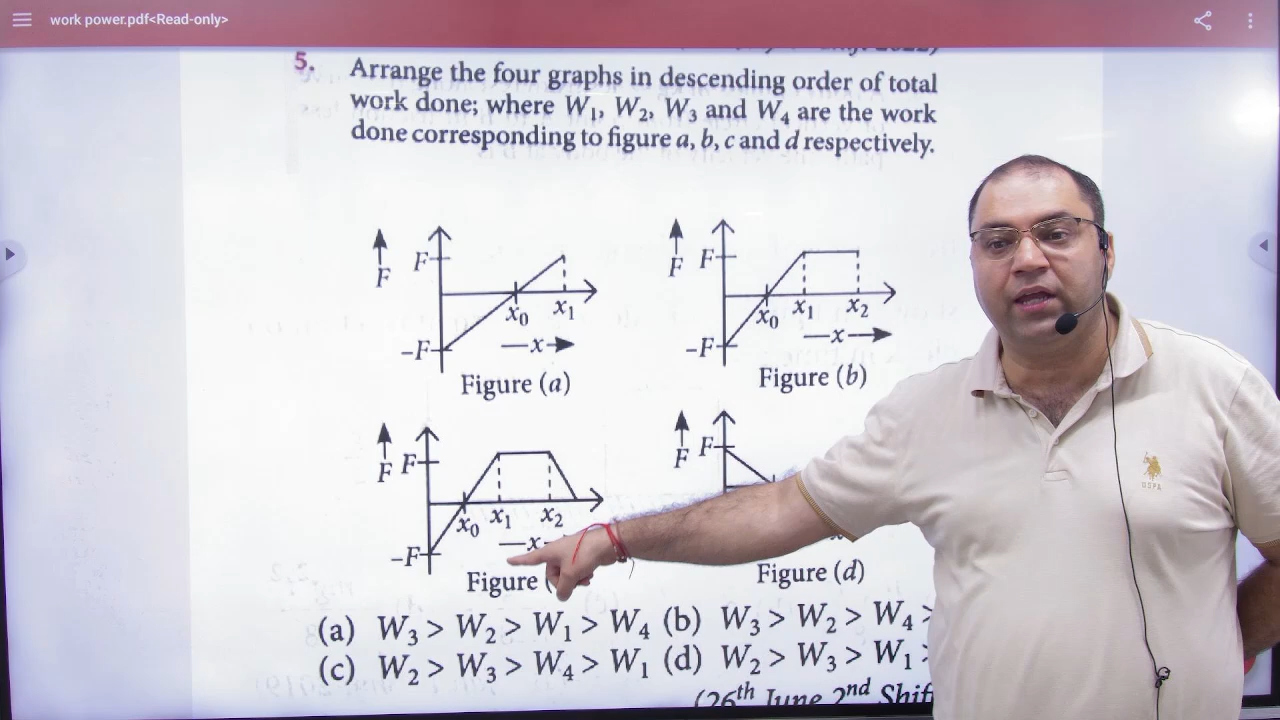 work power.pdf<Read-only>
5. Arrange the four graphs in descending order of total
work done; where W₁, W₂, W₃ and W₄ are the work
done corresponding to figure a, b, c and d respectively.
F F x₀ x₁ –F x
Figure (a)
F F x₀ x₁ x₂ –F x
Figure (b)
F F x₀ x₁ x₂ –F x
Figure (
F F
Figure (d)
(a) W₃ > W₂ > W₁ > W₄ (b) W₃ > W₂ > W₄ >
(c) W₂ > W₃ > W₄ > W₁ (d) W₂ > W₃ > W₁ >
(26th June 2nd Shif
USPA